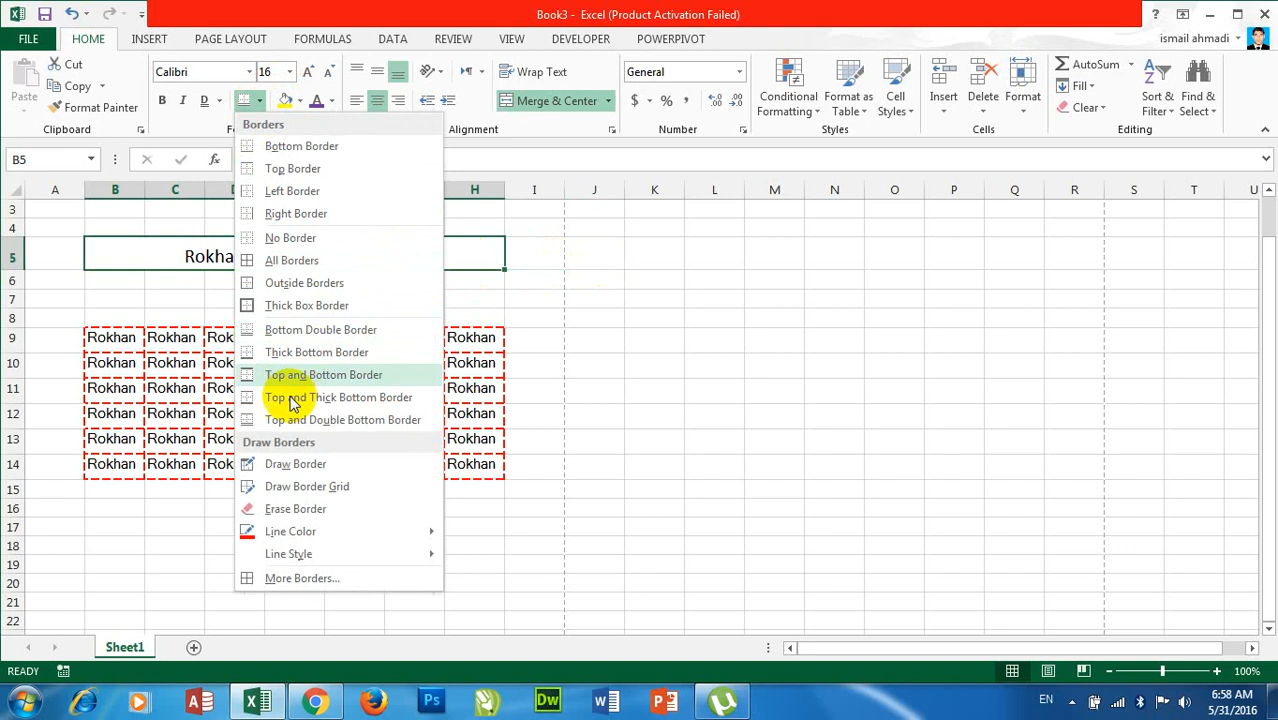 Book3 - Excel (Product Activation Failed)
FILE HOME INSERT PAGE LAYOUT FORMULAS DATA REVIEW VIEW DEVELOPER POWERPIVOT ismail ahmadi
Cut
Copy
Format Painter
Paste
Clipboard
Calibri 16
B I D A
Wrap Text
Merge & Center
Alignment
General
$ % ,
Number
Conditional Formatting
Format as Table
Cell Styles
Styles
Insert Delete Format
Cells
AutoSum
Fill
Clear
Sort & Filter
Find & Select
Editing
B5
fx
Borders
Bottom Border
Top Border
Left Border
Right Border
No Border
All Borders
Outside Borders
Thick Box Border
Bottom Double Border
Thick Bottom Border
Top and Bottom Border
Top and Thick Bottom Border
Top and Double Bottom Border
Draw Borders
Draw Border
Draw Border Grid
Erase Border
Line Color
Line Style
More Borders...
A B C D H I J K L M N O P Q R S T U
3
4
5 Rokha
6
7
8
9 Rokhan Rokhan Rok Rokhan
10 Rokhan Rokhan Rok Rokhan
11 Rokhan Rokhan Rok Rokhan
12 Rokhan Rokhan Rok Rokhan
13 Rokhan Rokhan Rok Rokhan
14 Rokhan Rokhan Rok Rokhan
15
16
17
18
19
20
21
22
Sheet1
READY 100%
EN 6:58 AM
5/31/2016